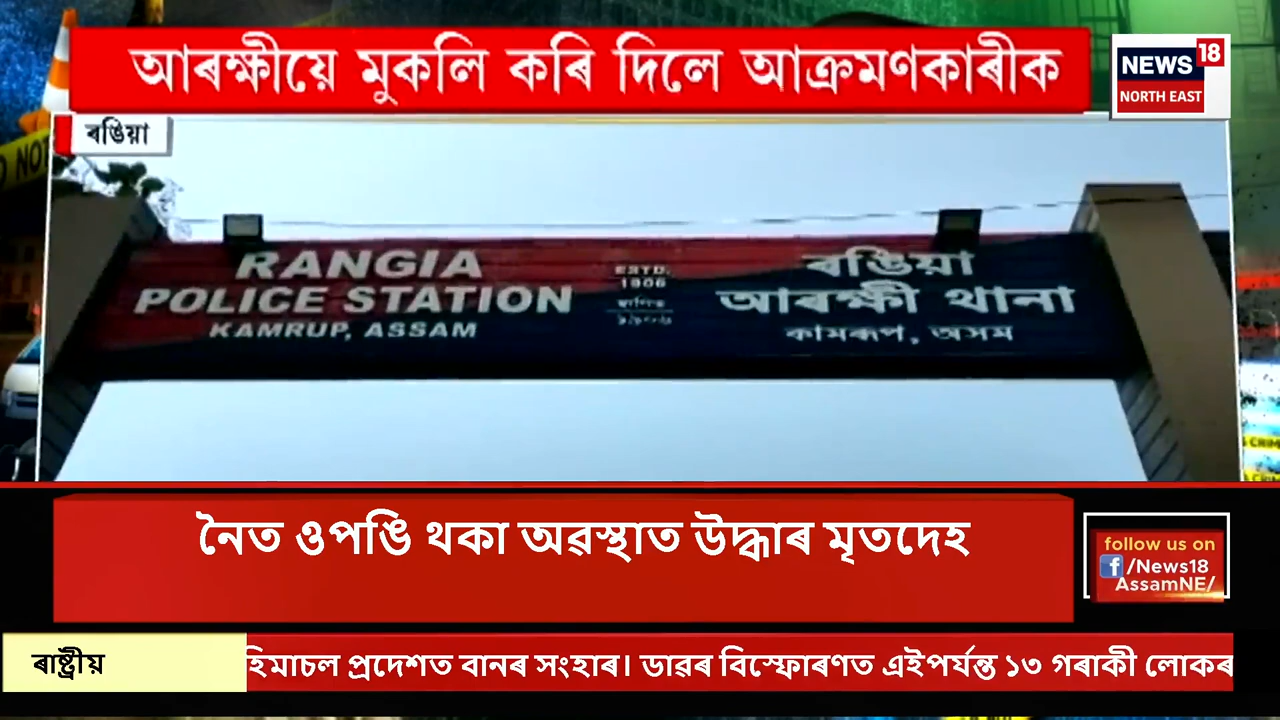 আৰক্ষীয়ে মুকলি কৰি দিলে আক্ৰমণকাৰীক
NEWS 18
NORTH EAST
ৰঙিয়া
NOT
RANGIA
POLICE STATION
KAMRUP, ASSAM
ESTD.
1906
স্থাপিত
১৯০৬
ৰঙিয়া
আৰক্ষী থানা
কামৰূপ, অসম
নৈত ওপঙি থকা অৱস্থাত উদ্ধাৰ মৃতদেহ
follow us on
/News18
AssamNE/
ৰাষ্ট্ৰীয়
হিমাচল প্ৰদেশত বানৰ সংহাৰ। ডাৱৰ বিস্ফোৰণত এইপৰ্যন্ত ১৩ গৰাকী লোকৰ